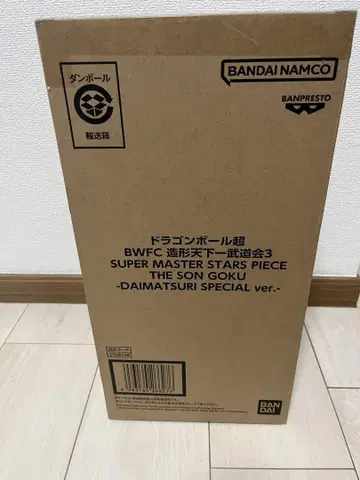 ダンボール
輸送箱
BANDAI NAMCO
BANPRESTO
ドラゴンボール超
BWFC 造形天下一武道会3
SUPER MASTER STARS PIECE
THE SON GOKU
-DAIMATSURI SPECIAL ver.-
BAN
DAI